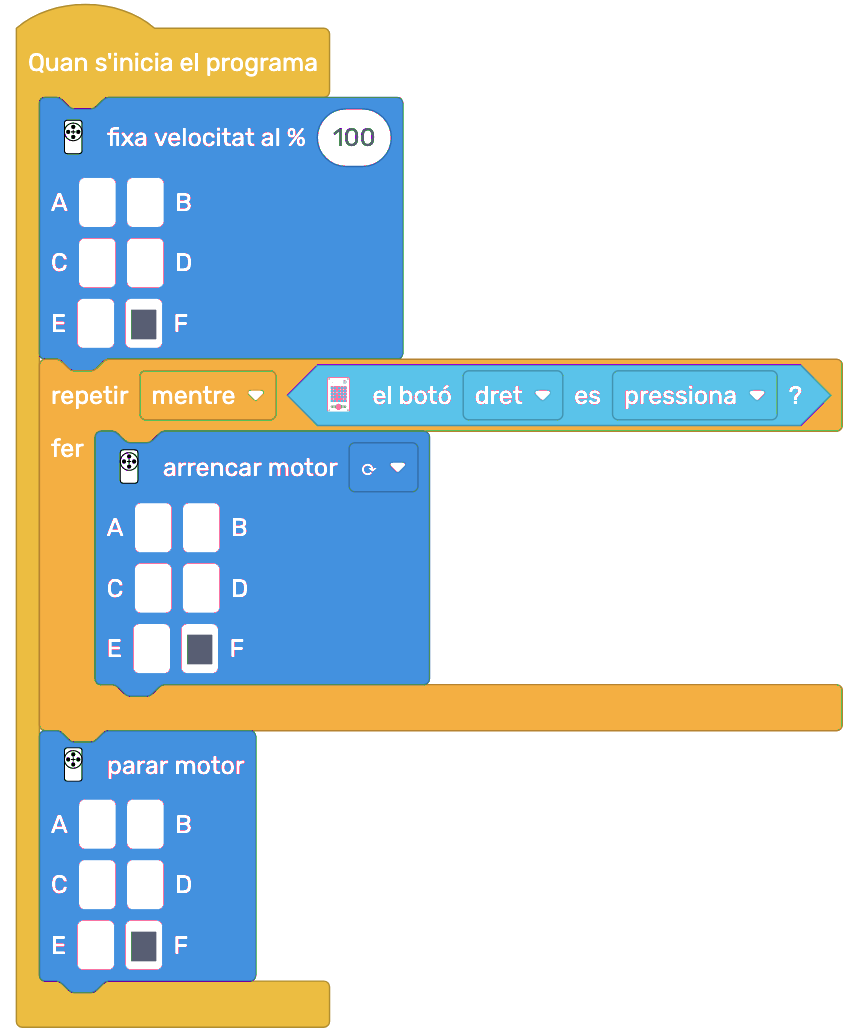 Quan s'inicia el programa
fixa velocitat al % 100
A B
C D
E F
repetir mentre el botó dret es pressiona ?
fer
arrencar motor ⟳
A B
C D
E F
parar motor
A B
C D
E F